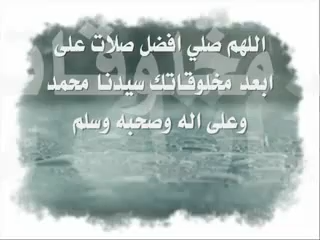 اللهم صلي افضل صلات على
ابعد مخلوقاتك سيدنا محمد
وعلى اله وصحبه وسلم